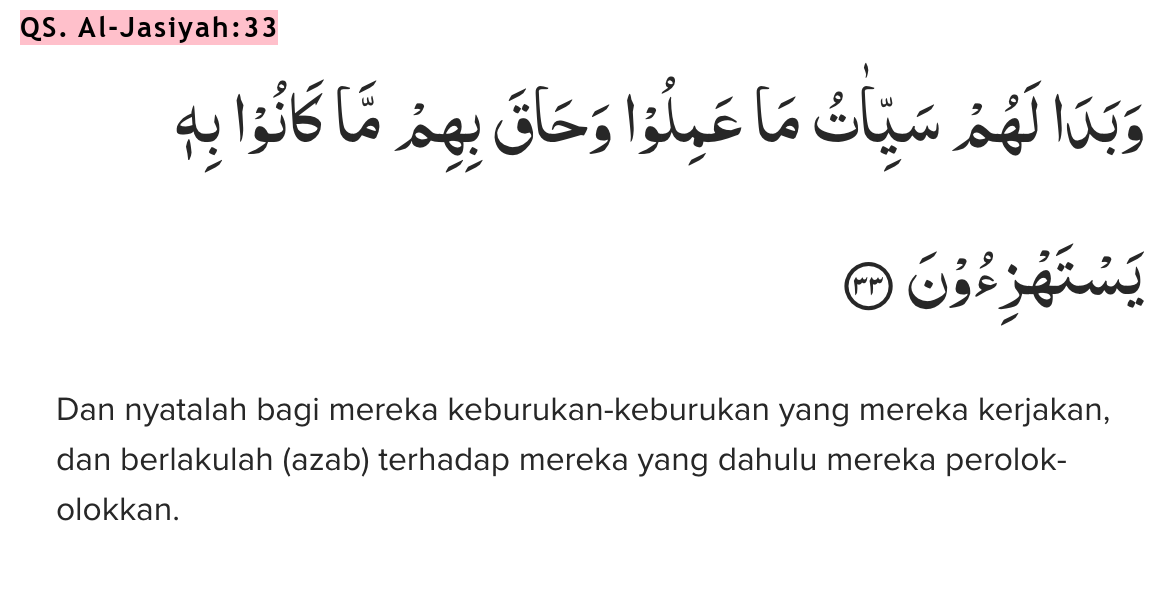 QS. Al-Jasiyah:33
وَبَدَا لَهُمْ سَيِّاٰتُ مَا عَمِلُوْا وَحَاقَ بِهِمْ مَّا كَانُوْا بِهٖ
يَسْتَهْزِءُوْنَ ٣٣
Dan nyatalah bagi mereka keburukan-keburukan yang mereka kerjakan,
dan berlakulah (azab) terhadap mereka yang dahulu mereka perolok-
olokkan.